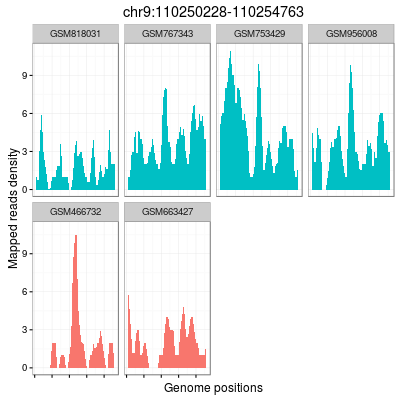 chr9:110250228-110254763
GSM818031 GSM767343 GSM753429 GSM956008
9
6
3
0
GSM466732 GSM663427
9
6
3
0
Mapped reads density
Genome positions